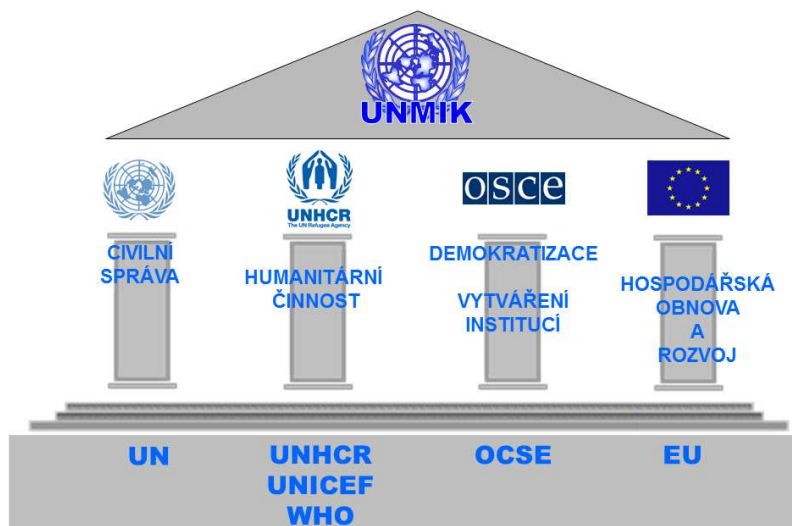 UNMIK
UNHCR
The UN Refugee Agency
osce
CIVILNÍ
SPRÁVA
HUMANITÁRNÍ
ČINNOST
DEMOKRATIZACE
VYTVÁŘENÍ
INSTITUCÍ
HOSPODÁŘSKÁ
OBNOVA
A
ROZVOJ
UN
UNHCR
UNICEF
WHO
OCSE
EU